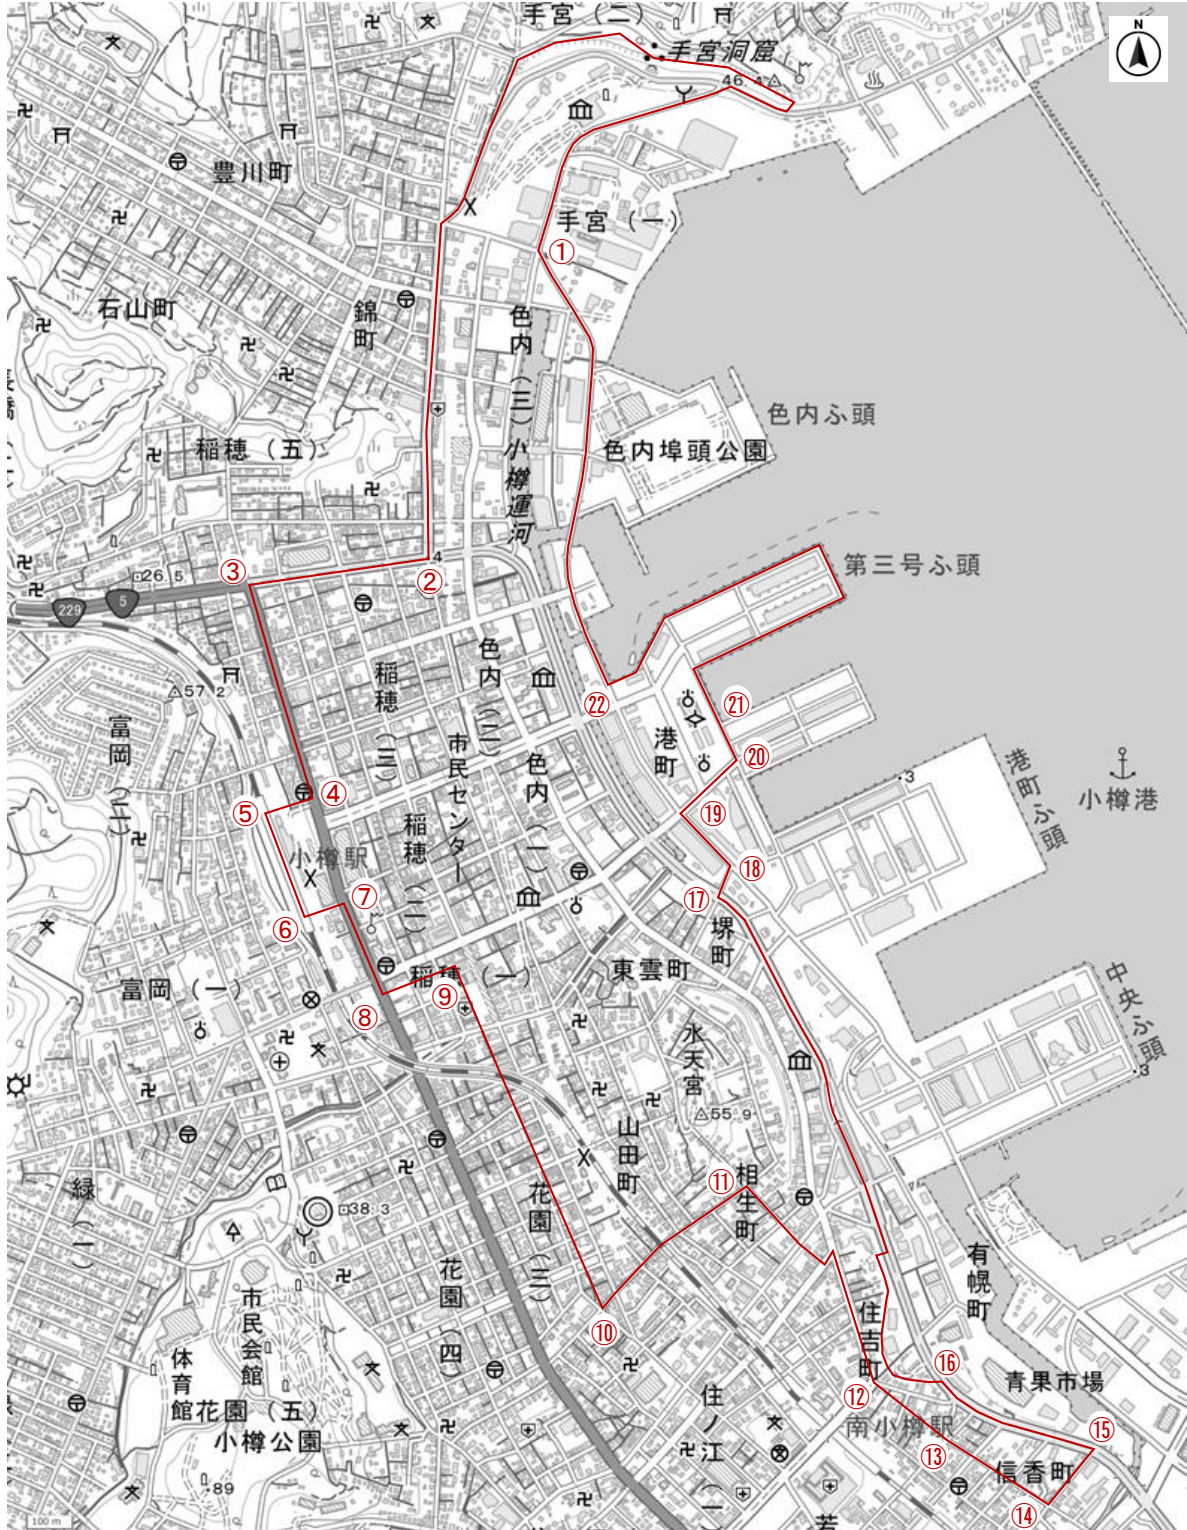 N
手宮(二)
手宮洞窟
46.4
豊川町
手宮(一)
①
石山町
錦町
色内(三)
小樽運河
色内ふ頭
稲穂(五)
色内埠頭公園
③
26.5
②
4
第三号ふ頭
229
5
57.2
稲穂(三)
色内(二)
㉒
㉑
富岡(二)
市民センター
港町
⑳
3
港町ふ頭
小樽港
④
⑤
色内(一)
⑲
稲穂(二)
小樽駅
⑱
⑦
⑰
⑥
堺町
稲穂(一)
東雲町
富岡(一)
⑨
⑧
中央ふ頭
水天宮
3
55.9
山田町
⑪
相生町
緑(一)
38.3
花園(三)
花園(四)
有幌町
市民会館
⑩
住吉町
体育館
⑯
青果市場
花園(五)
住ノ江(一)
⑫
小樽公園
南小樽駅
⑬
⑮
信香町
89
⑭
若
100 m